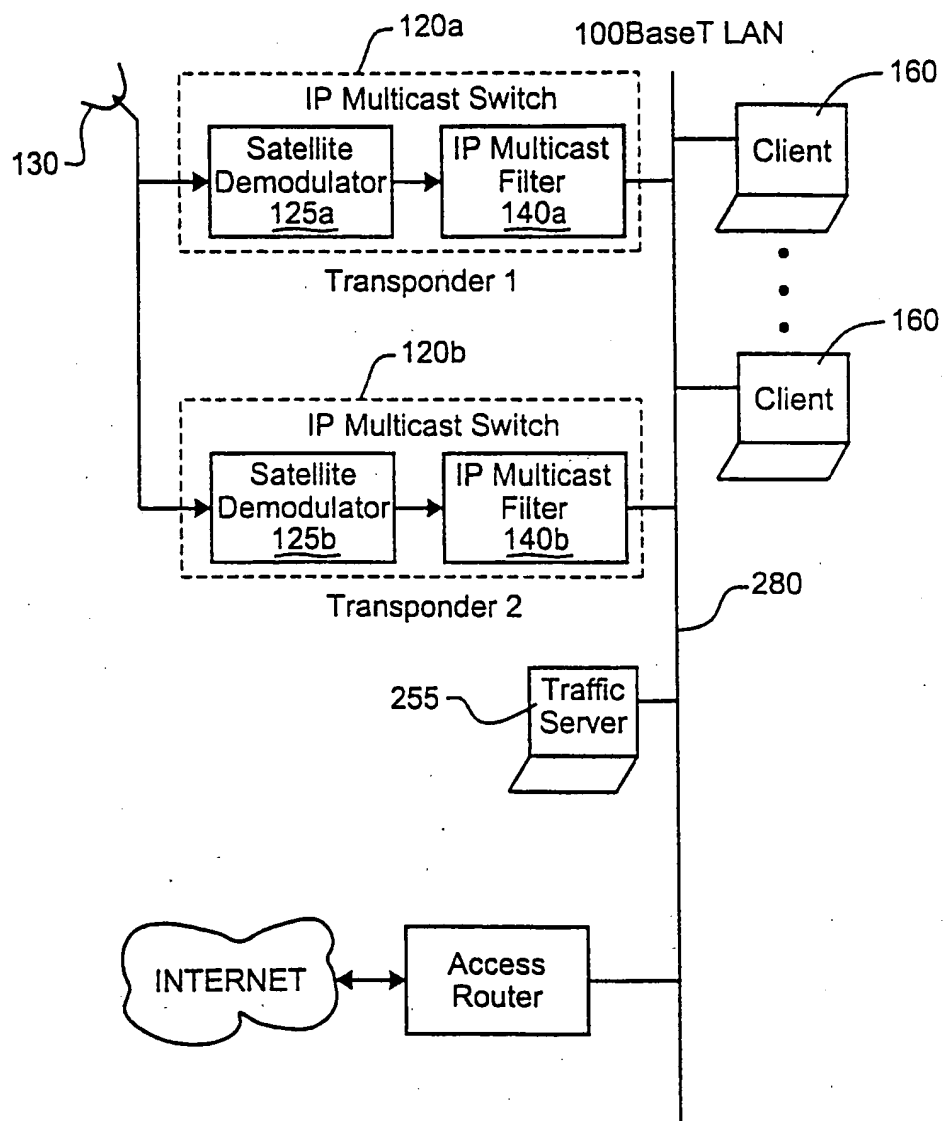 120a
100BaseT LAN
160
IP Multicast Switch
130
Satellite
Demodulator
125a
IP Multicast
Filter
140a
Client
Transponder 1
160
120b
Client
IP Multicast Switch
Satellite
Demodulator
125b
IP Multicast
Filter
140b
Transponder 2
280
255
Traffic
Server
INTERNET
Access
Router